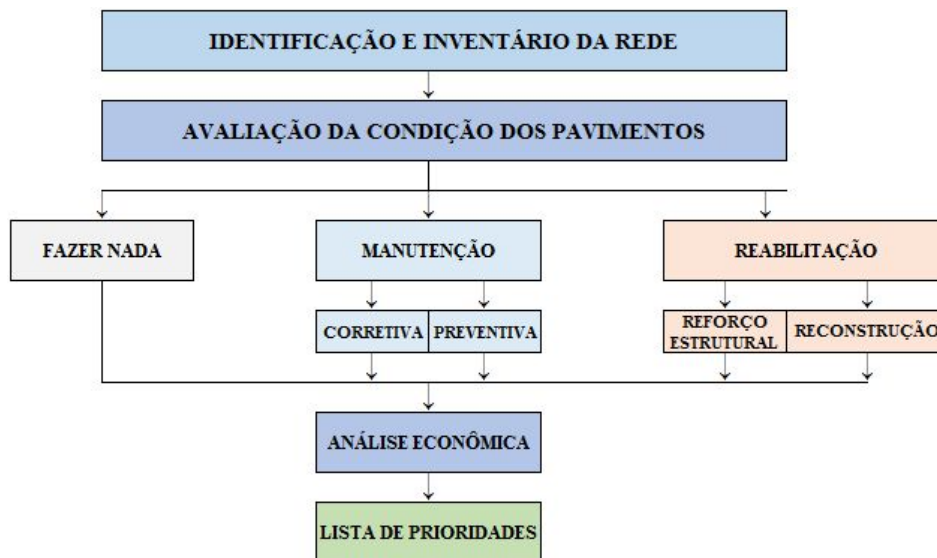 IDENTIFICAÇÃO E INVENTÁRIO DA REDE
AVALIAÇÃO DA CONDIÇÃO DOS PAVIMENTOS
FAZER NADA
MANUTENÇÃO
REABILITAÇÃO
CORRETIVA
PREVENTIVA
REFORÇO
ESTRUTURAL
RECONSTRUÇÃO
ANÁLISE ECONÔMICA
LISTA DE PRIORIDADES